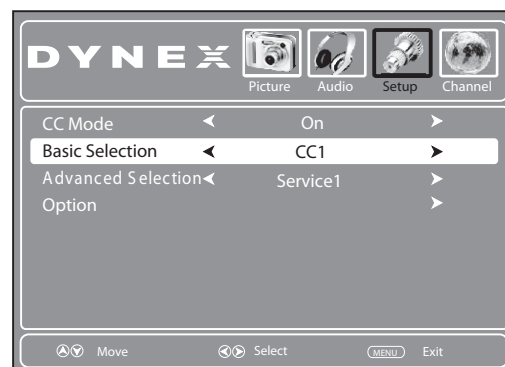 DYNEX
Picture Audio Setup Channel
CC Mode On
Basic Selection CC1
Advanced Selection Service1
Option
Move Select MENU Exit